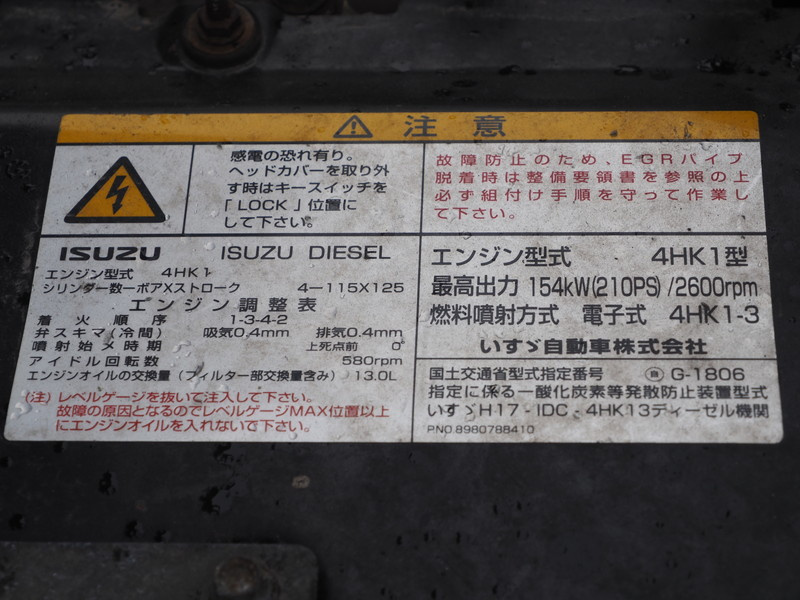 注意
感電の恐れ有り。
ヘッドカバーを取り外
す時はキースイッチを
「LOCK」位置に
して下さい。
故障防止のため、EGRパイプ
脱着時は整備要領書を参照の上
必ず組付け手順を守って作業し
て下さい。
ISUZU ISUZU DIESEL
エンジン型式 4HK1
シリンダー数ーボアXストローク 4ー115X125
エンジン調整表
着火順序 1-3-4-2
弁スキマ(冷間) 吸気0.4mm 排気0.4mm
噴射始メ時期 上死点前 0°
アイドル回転数 580rpm
エンジンオイルの交換量(フィルター部交換量含み) 13.0L
(注)レベルゲージを抜いて注入して下さい。
故障の原因となるのでレベルゲージMAX位置以上
にエンジンオイルを入れないで下さい。
エンジン型式 4HK1型
最高出力 154kW(210PS)/2600rpm
燃料噴射方式 電子式 4HK1-3
いすゞ自動車株式会社
国土交通省型式指定番号 G-1806
指定に係る一酸化炭素等発散防止装置型式
いすゞH17-IDC-4HK13ディーゼル機関
PNO.8980788410